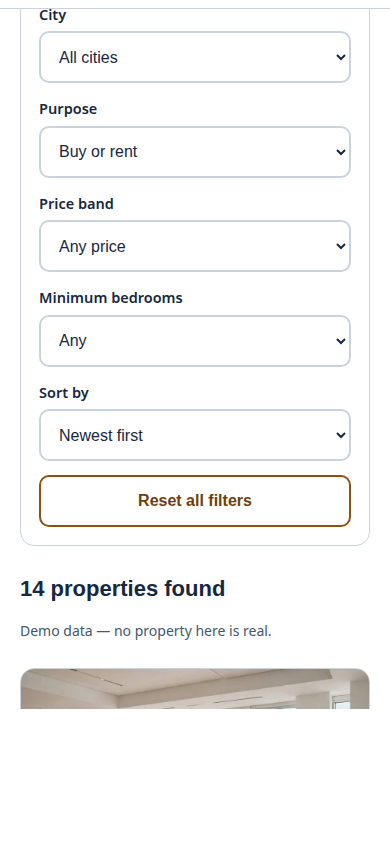 City
All cities
Purpose
Buy or rent
Price band
Any price
Minimum bedrooms
Any
Sort by
Newest first
Reset all filters
14 properties found
Demo data — no property here is real.